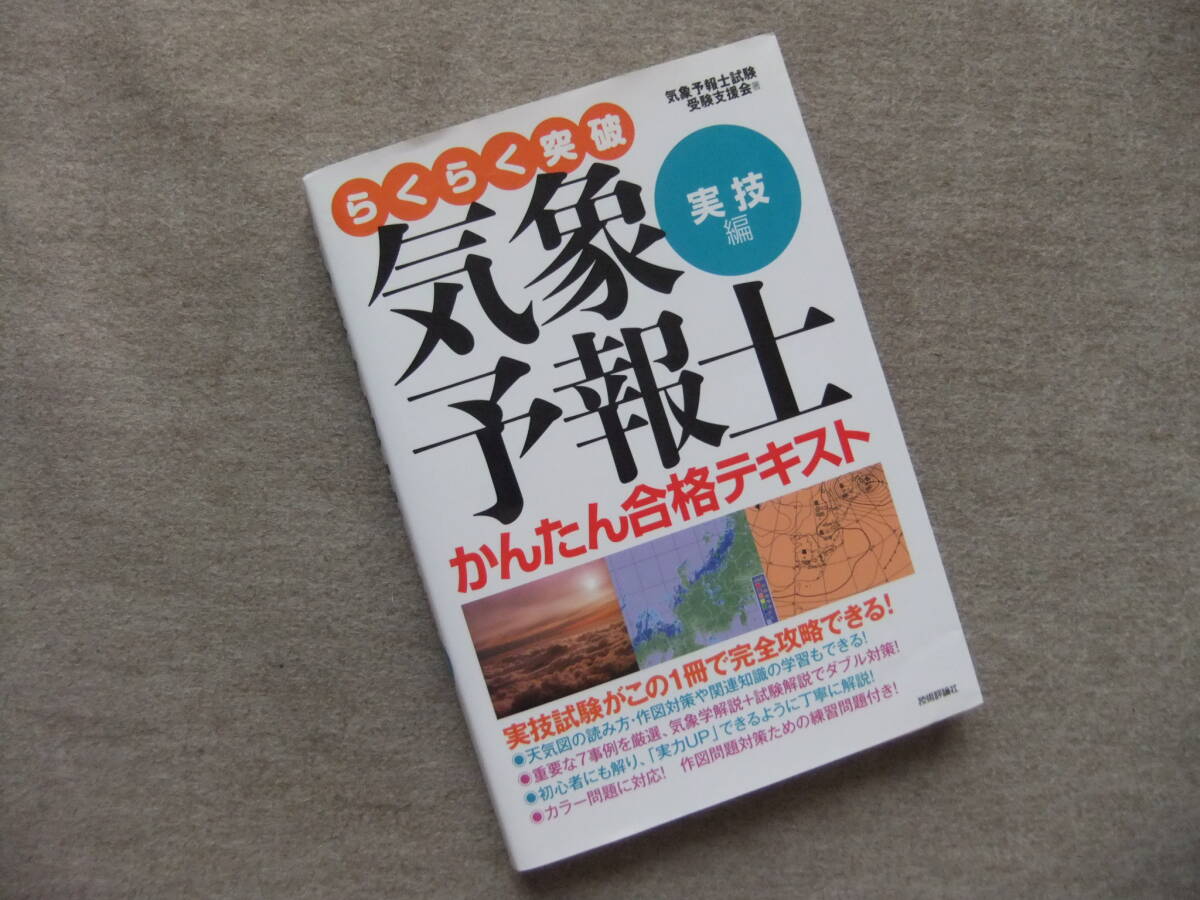 気象予報士試験
受験支援会著
らくらく突破
実技
編
気象
予報士
かんたん合格テキスト
実技試験がこの1冊で完全攻略できる!
●天気図の読み方・作図対策や関連知識の学習もできる!
●重要な7事例を厳選、気象学解説+試験解説でダブル対策!
●初心者にも解り、「実力UP」できるように丁寧に解説!
●カラー問題に対応! 作図問題対策ための練習問題付き!
技術評論社